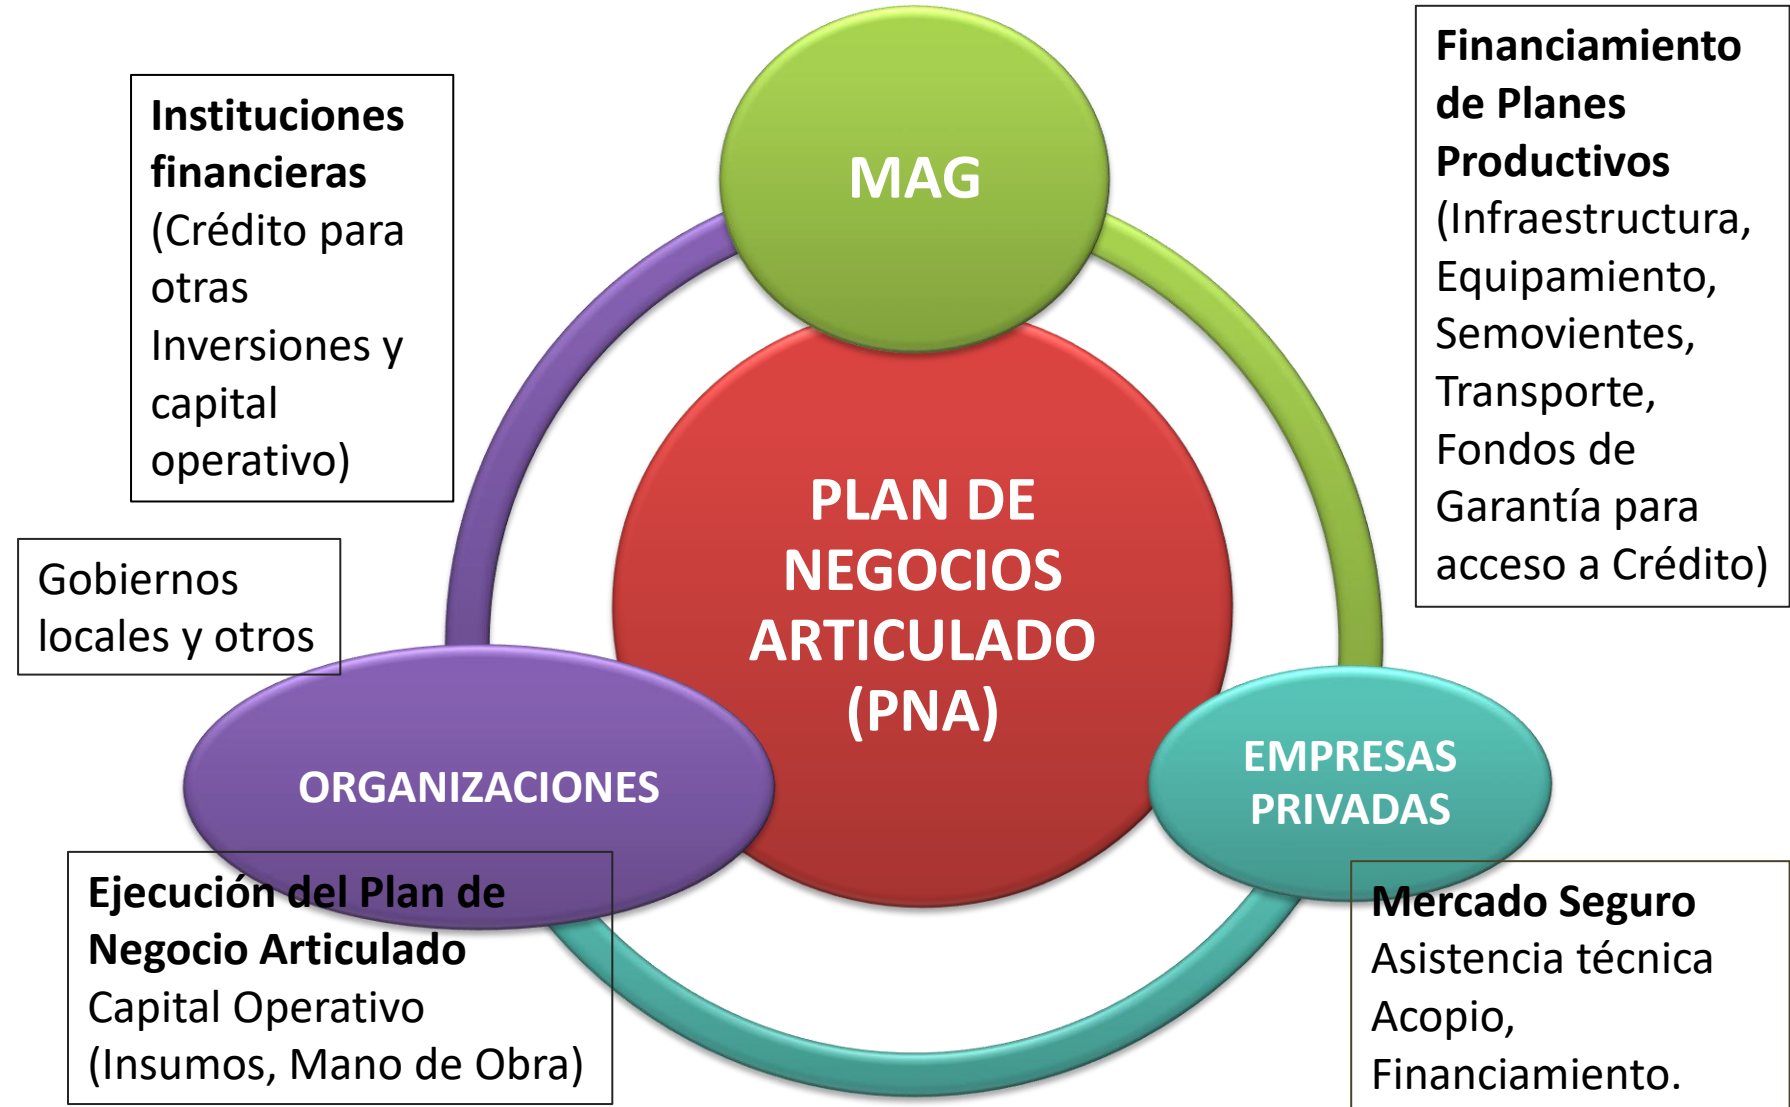 MAG
Instituciones
financieras
(Crédito para
otras
Inversiones y
capital
operativo)
Financiamiento
de Planes
Productivos
(Infraestructura,
Equipamiento,
Semovientes,
Transporte,
Fondos de
Garantía para
acceso a Crédito)
Gobiernos
locales y otros
PLAN DE
NEGOCIOS
ARTICULADO
(PNA)
ORGANIZACIONES
EMPRESAS
PRIVADAS
Ejecución del Plan de
Negocio Articulado
Capital Operativo
(Insumos, Mano de Obra)
Mercado Seguro
Asistencia técnica
Acopio,
Financiamiento.